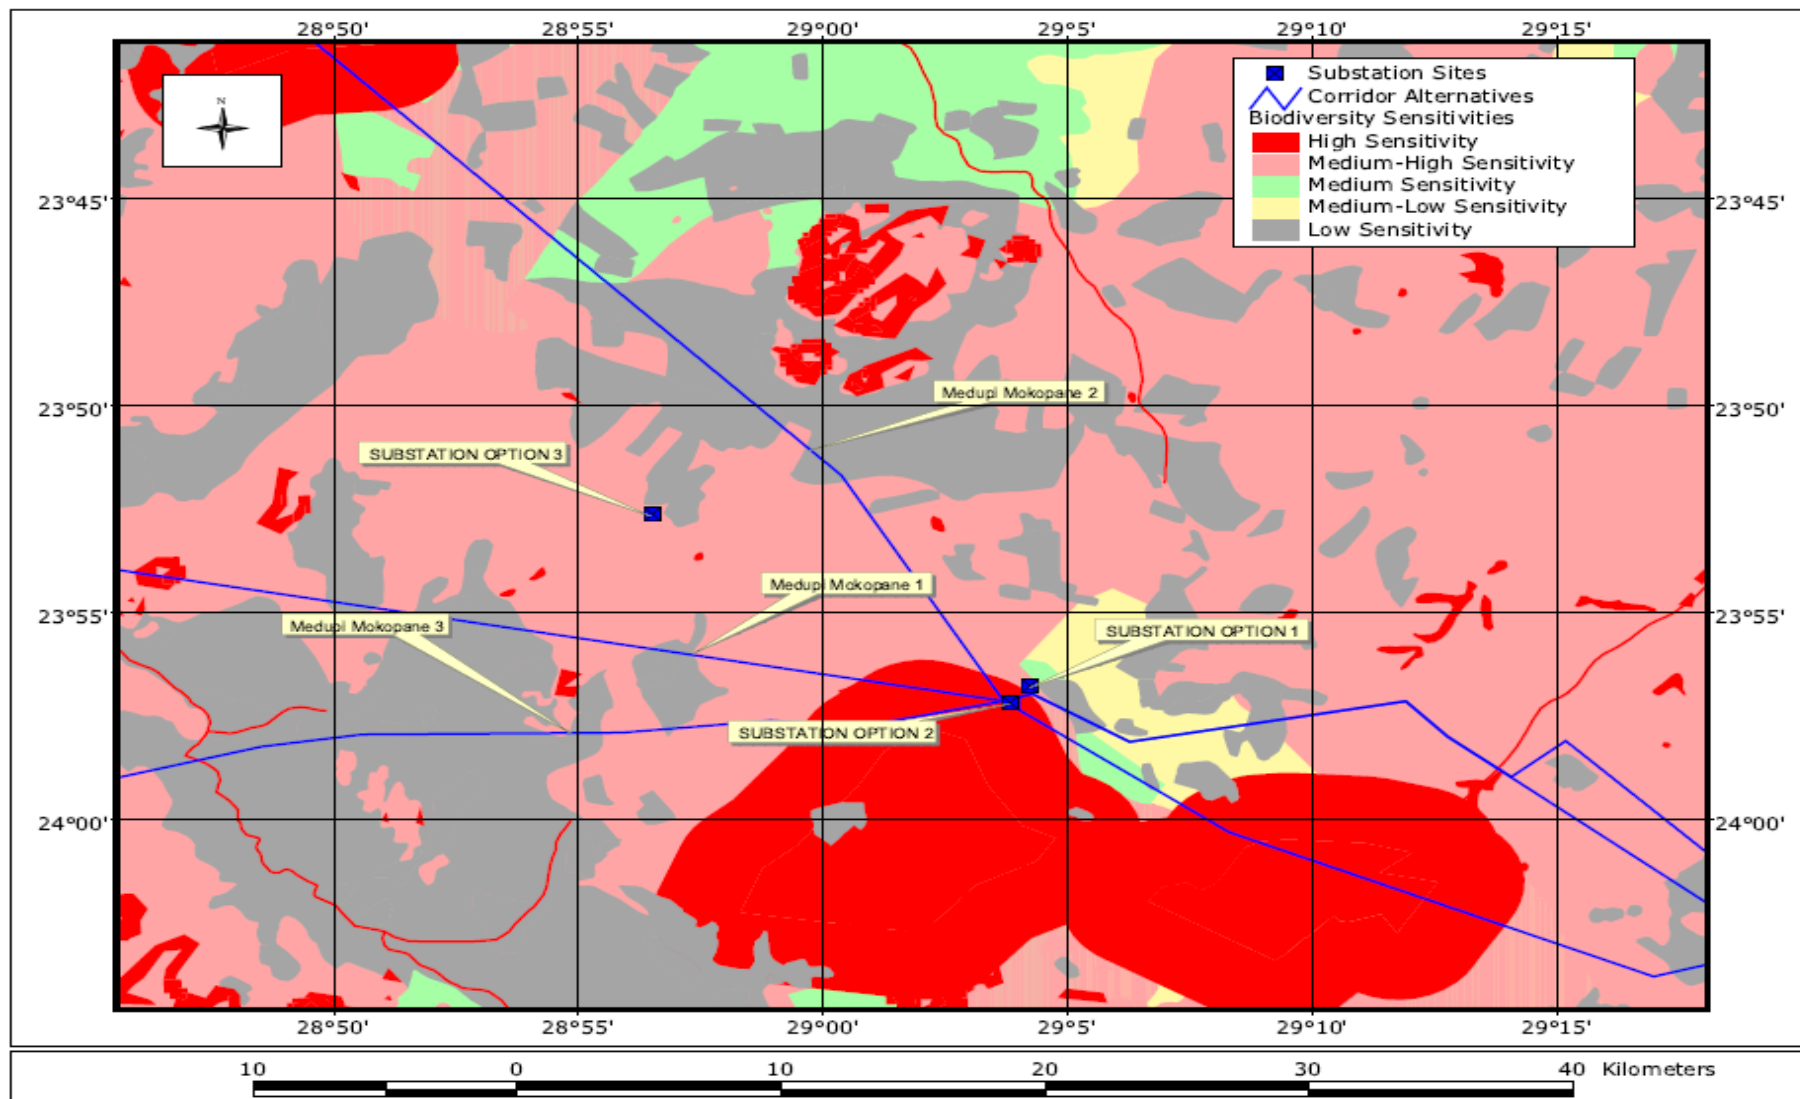 28°50' 28°55' 29°00' 29°5' 29°10' 29°15'
N
Substation Sites
Corridor Alternatives
Biodiversity Sensitivities
High Sensitivity
Medium-High Sensitivity
Medium Sensitivity
Medium-Low Sensitivity
Low Sensitivity
23°45' 23°45'
Medupi Mokopane 2
23°50' 23°50'
SUBSTATION OPTION 3
Medupi Mokopane 1
23°55' 23°55'
Medupi Mokopane 3
SUBSTATION OPTION 1
SUBSTATION OPTION 2
24°00' 24°00'
28°50' 28°55' 29°00' 29°5' 29°10' 29°15'
10 0 10 20 30 40 Kilometers